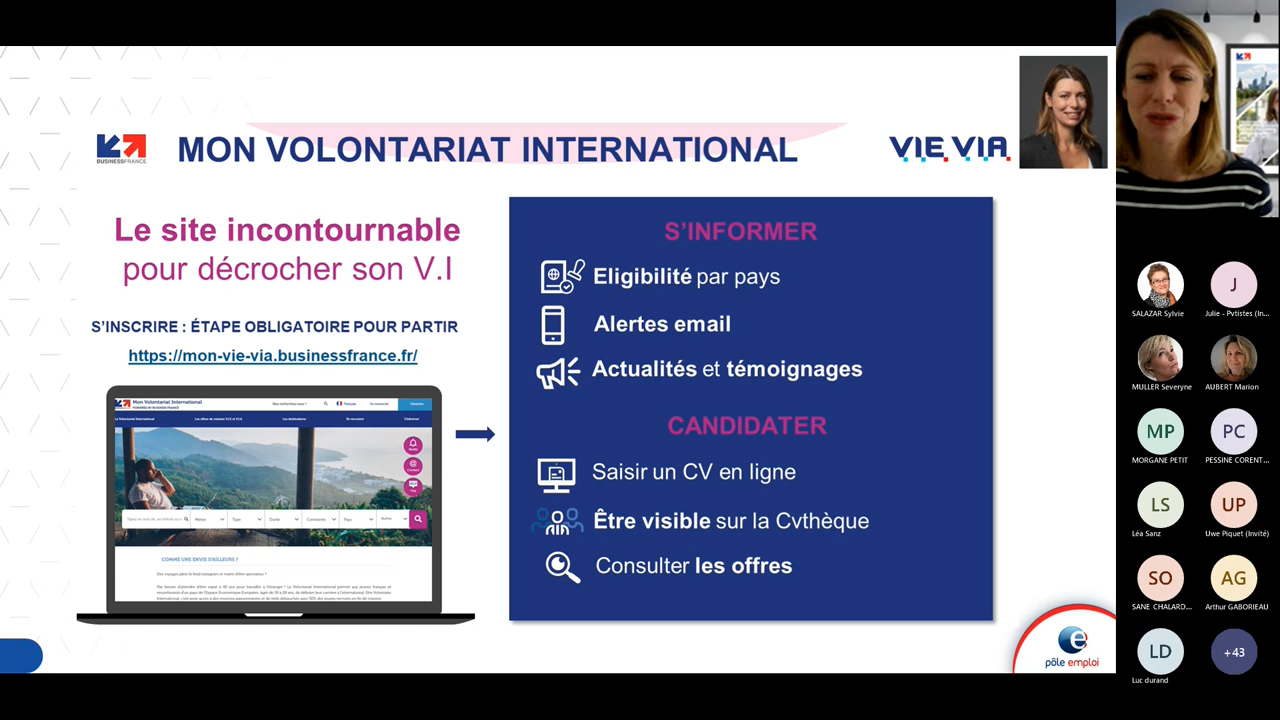 BUSINESSFRANCE
MON VOLONTARIAT INTERNATIONAL
VIE VIA
Le site incontournable
pour décrocher son V.I
S'INSCRIRE : ÉTAPE OBLIGATOIRE POUR PARTIR
https://mon-vie-via.businessfrance.fr/
Mon Volontariat International
Français
COMME UNE ENVIE D'AILLEURS ?
S'INFORMER
Eligibilité par pays
Alertes email
Actualités et témoignages
CANDIDATER
Saisir un CV en ligne
Être visible sur la Cvthèque
Consulter les offres
pôle emploi
SALAZAR Sylvie
J
Julie - Pvtistes (In...
MULLER Severyne
AUBERT Marion
MP
MORGANE PETIT
PC
PESSINE CORENT...
LS
Léa Sanz
UP
Uwe Piquet (Invité)
SO
SANE CHALARD...
AG
Arthur GABORIEAU
LD
Luc durand
+43